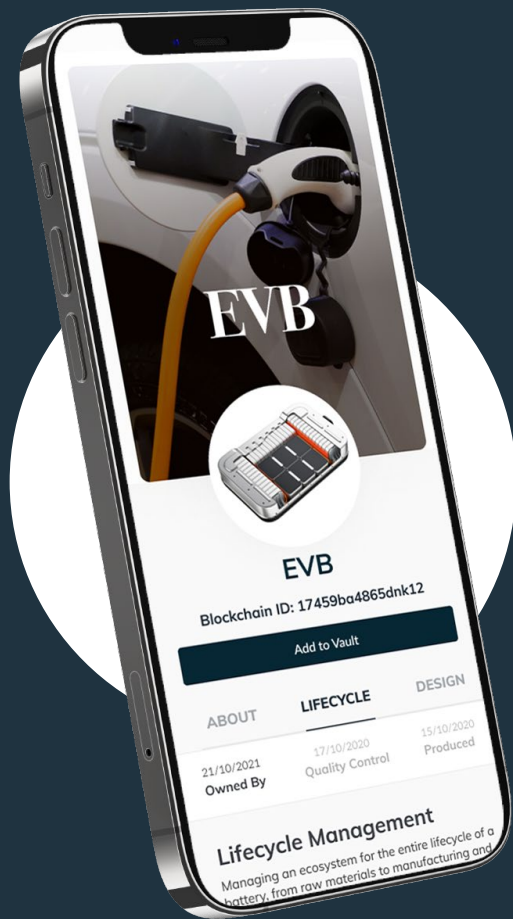 EVB
EVB
Blockchain ID: 17459ba4865dnk12
Add to Vault
ABOUT LIFECYCLE DESIGN
21/10/2021 17/10/2020 15/10/2020
Owned By Quality Control Produced
Lifecycle Management
Managing an ecosystem for the entire lifecycle of a
battery, from raw materials to manufacturing and